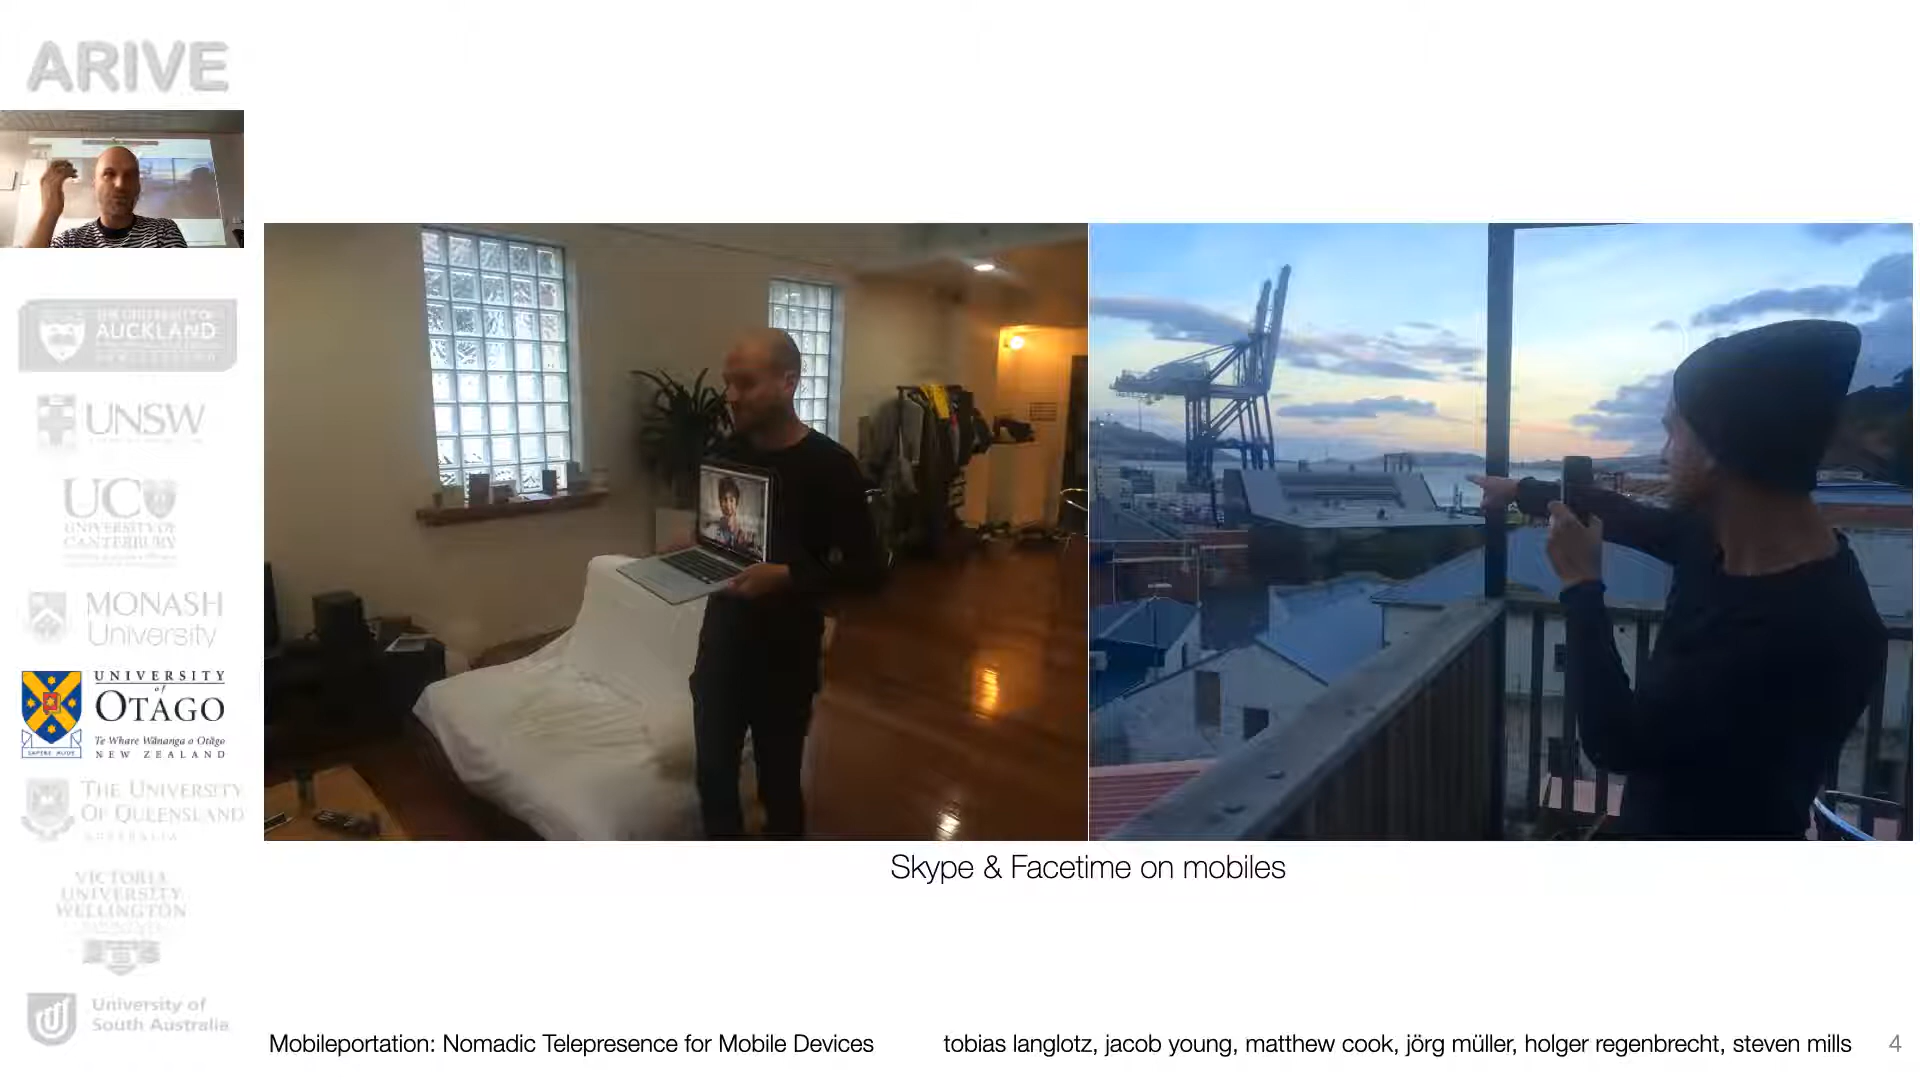 ARIVE
THE UNIVERSITY OF
AUCKLAND
UNSW
UC
UNIVERSITY OF
CANTERBURY
MONASH
University
UNIVERSITY
of
OTAGO
Te Whare Wānanga o Otāgo
NEW ZEALAND
SAPERE AUDE
THE UNIVERSITY
OF QUEENSLAND
AUSTRALIA
VICTORIA
UNIVERSITY
WELLINGTON
University of
South Australia
Skype & Facetime on mobiles
Mobileportation: Nomadic Telepresence for Mobile Devices
tobias langlotz, jacob young, matthew cook, jörg müller, holger regenbrecht, steven mills
4